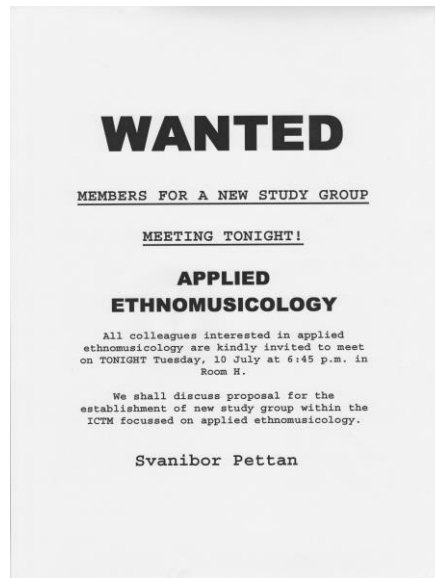 WANTED
MEMBERS FOR A NEW STUDY GROUP
MEETING TONIGHT!
APPLIED
ETHNOMUSICOLOGY
All colleagues interested in applied
ethnomusicology are kindly invited to meet
on TONIGHT Tuesday, 10 July at 6:45 p.m. in
Room H.
We shall discuss proposal for the
establishment of new study group within the
ICTM focussed on applied ethnomusicology.
Svanibor Pettan